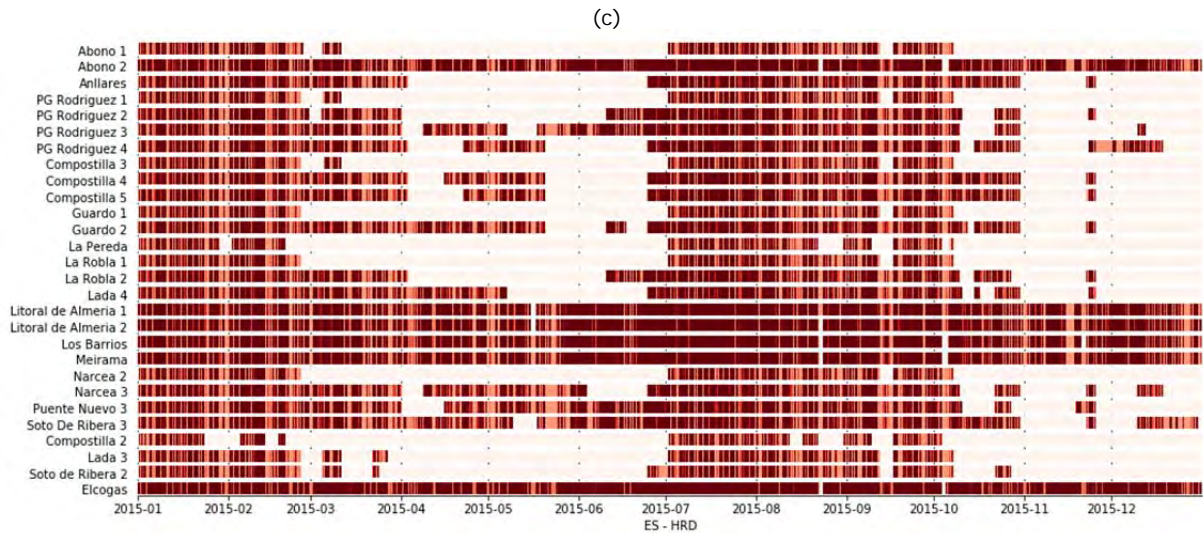 (c)
Abono 1
Abono 2
Anllares
PG Rodriguez 1
PG Rodriguez 2
PG Rodriguez 3
PG Rodriguez 4
Compostilla 3
Compostilla 4
Compostilla 5
Guardo 1
Guardo 2
La Pereda
La Robla 1
La Robla 2
Lada 4
Litoral de Almeria 1
Litoral de Almeria 2
Los Barrios
Meirama
Narcea 2
Narcea 3
Puente Nuevo 3
Soto De Ribera 3
Compostilla 2
Lada 3
Soto de Ribera 2
Elcogas
2015-01 2015-02 2015-03 2015-04 2015-05 2015-06 2015-07 2015-08 2015-09 2015-10 2015-11 2015-12
ES - HRD